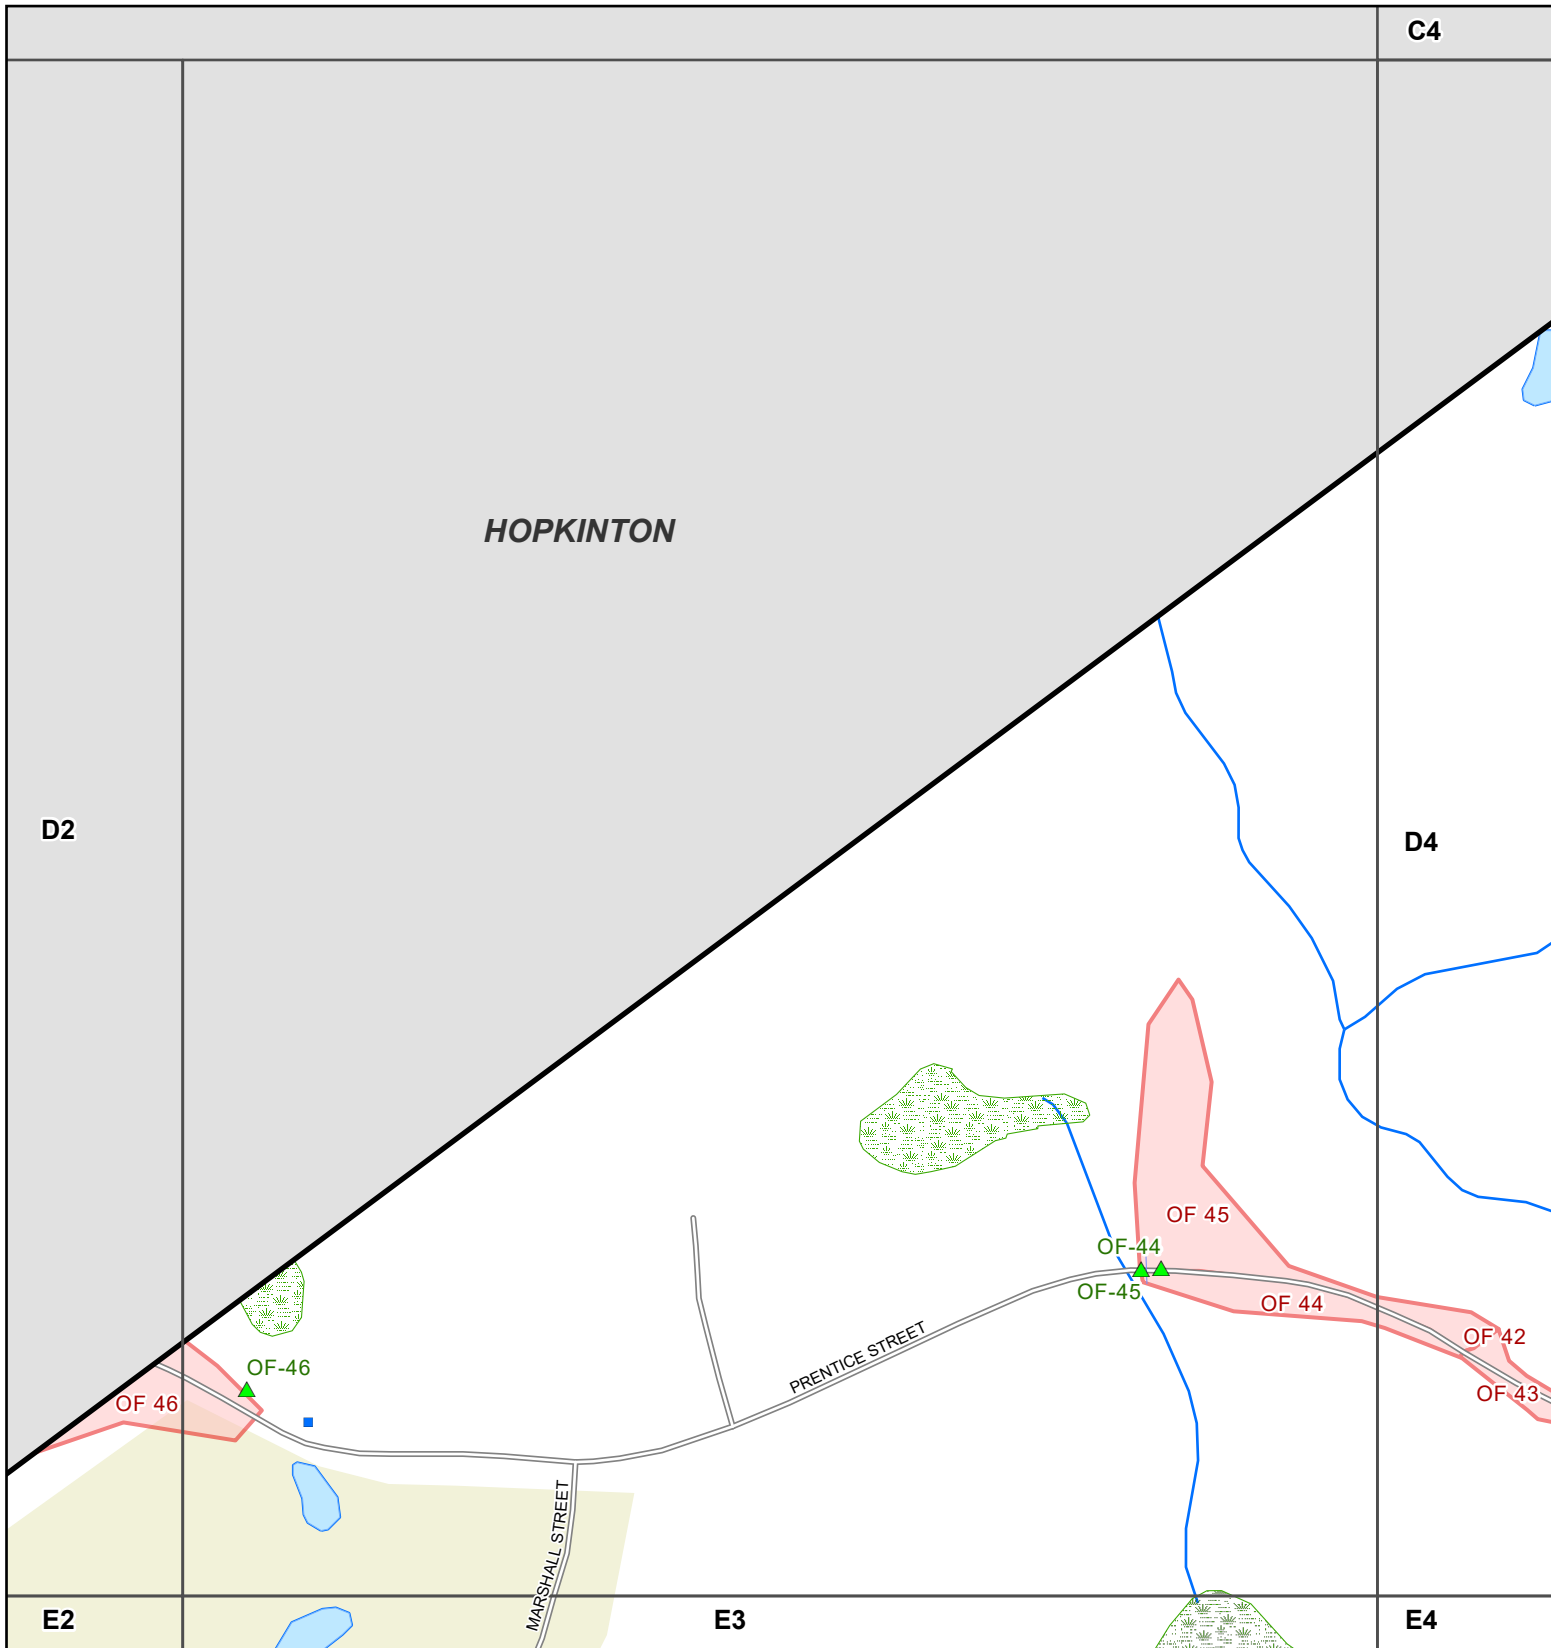 C4
HOPKINTON
D2
D4
OF 45
OF-44
OF-45
OF 44
PRENTICE STREET
OF 42
OF-46
OF 46
OF 43
MARSHALL STREET
E2
E3
E4